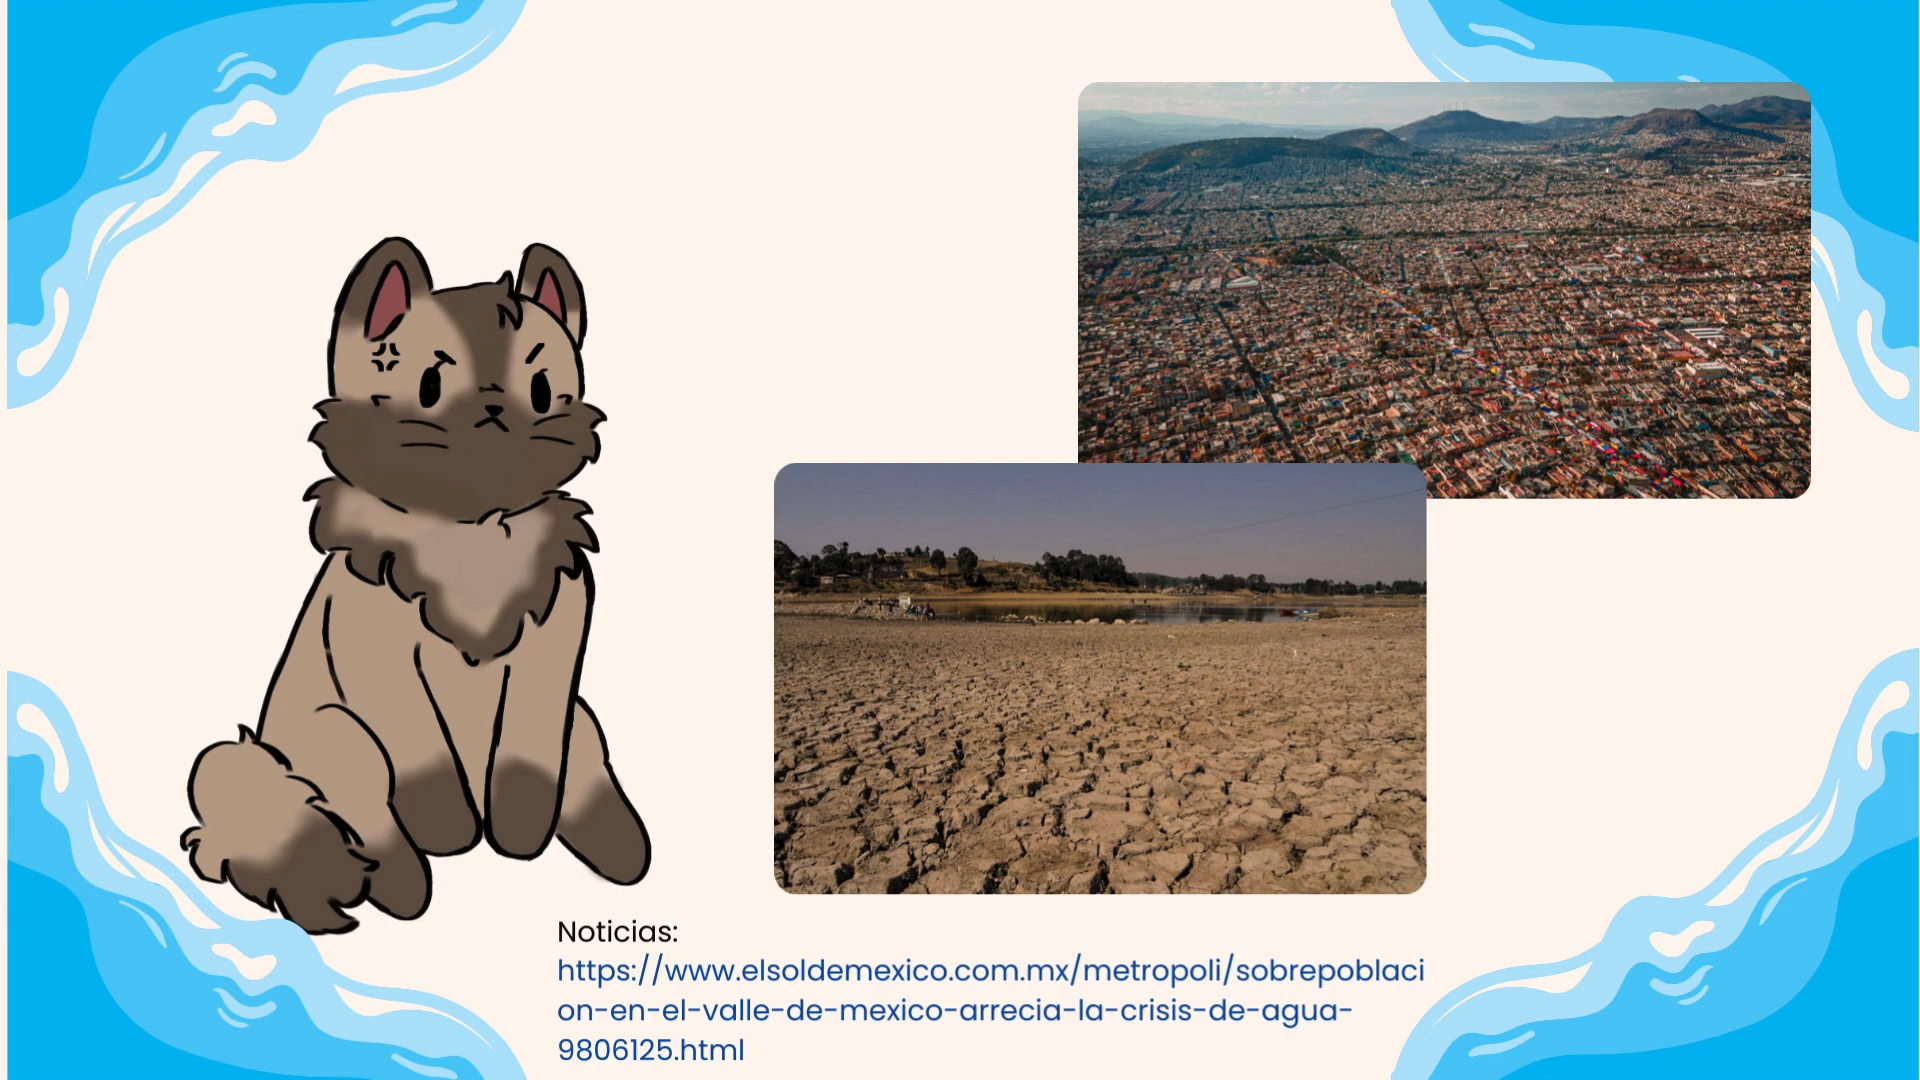 Noticias:
https://www.elsoldemexico.com.mx/metropoli/sobrepoblaci
on-en-el-valle-de-mexico-arrecia-la-crisis-de-agua-
9806125.html